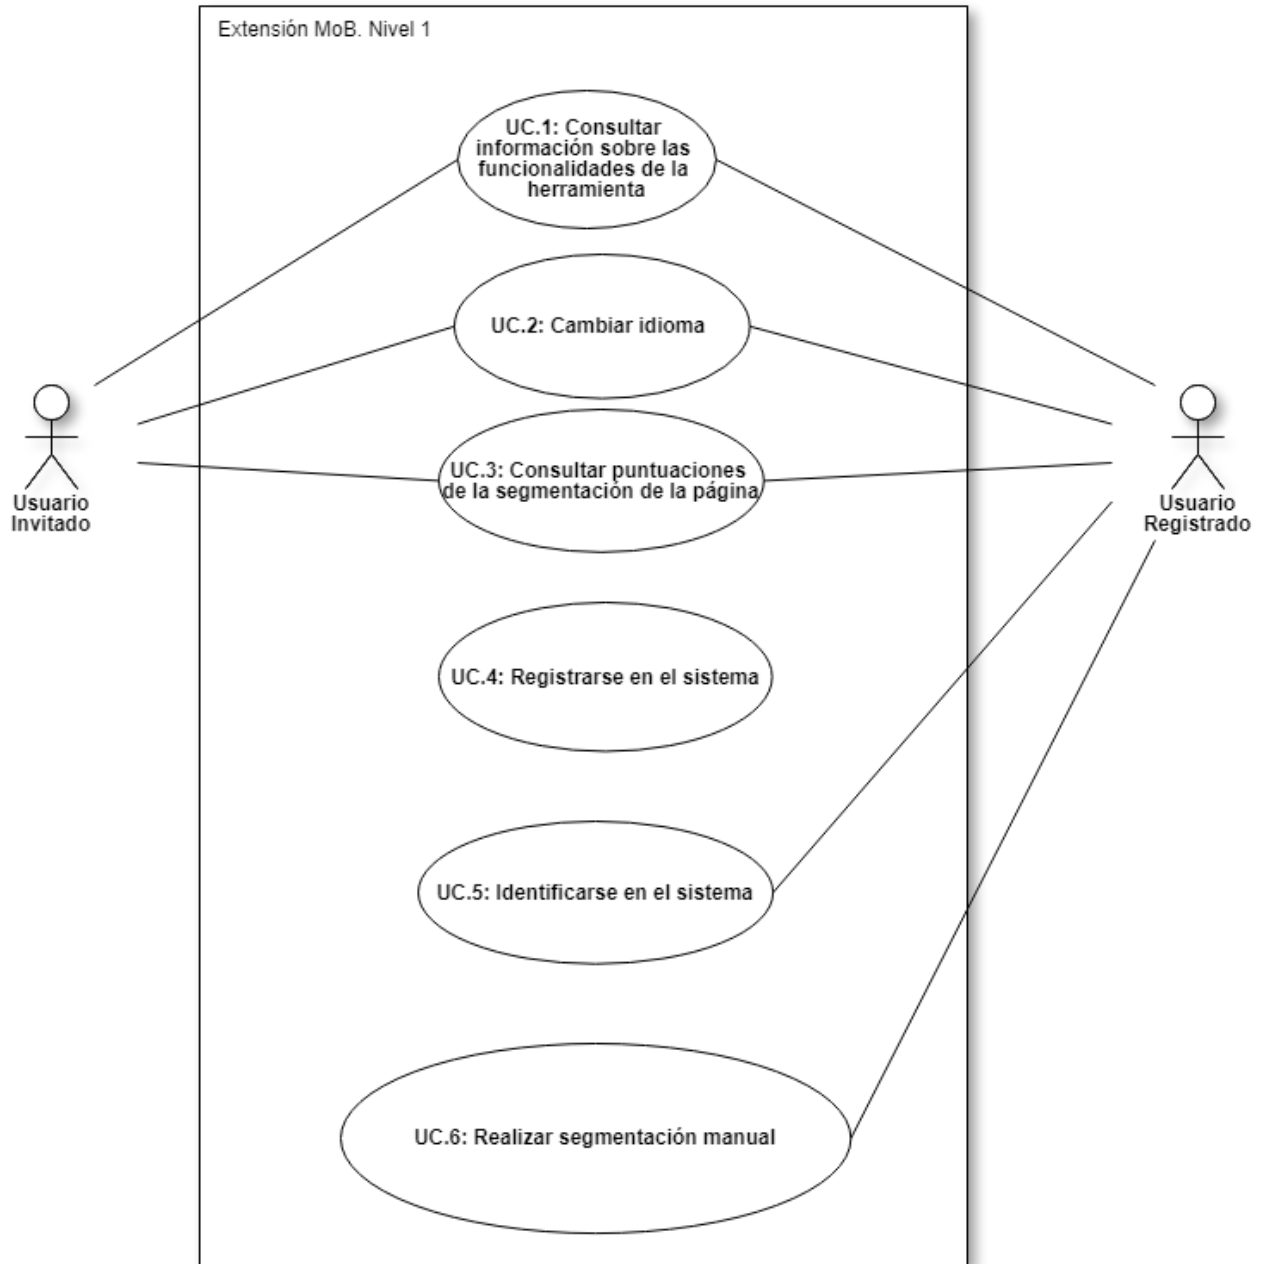 Extensión MoB. Nivel 1
UC.1: Consultar
información sobre las
funcionalidades de la
herramienta
UC.2: Cambiar idioma
UC.3: Consultar puntuaciones
de la segmentación de la página
Usuario
Invitado
Usuario
Registrado
UC.4: Registrarse en el sistema
UC.5: Identificarse en el sistema
UC.6: Realizar segmentación manual